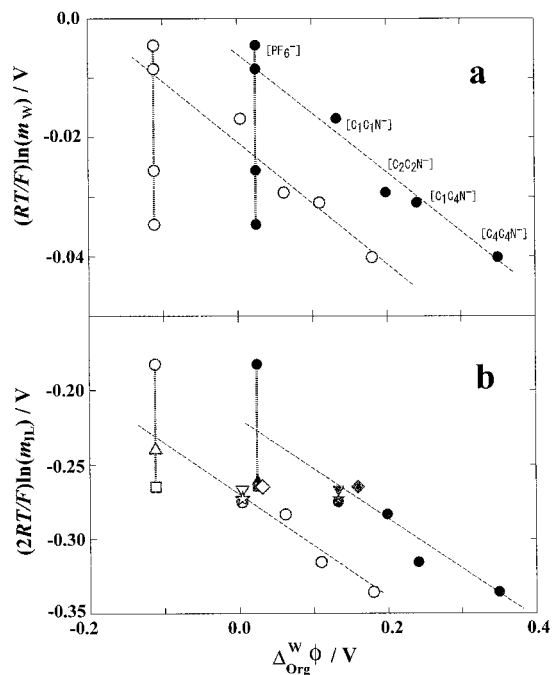 0.0
-0.02
-0.04
(RT/F)ln(m_W) / V
a
[PF₆⁻]
[C₁C₁N⁻]
[C₂C₂N⁻]
[C₁C₄N⁻]
[C₄C₄N⁻]
b
-0.20
-0.25
-0.30
-0.35
(2RT/F)ln(m_IL) / V
-0.2 0.0 0.2 0.4
Δ^W_Org ϕ / V